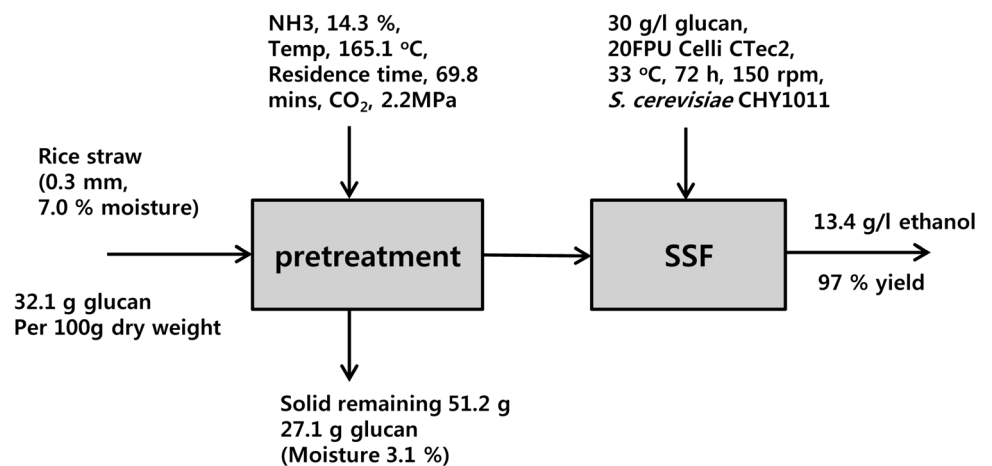 NH3, 14.3 %,
Temp, 165.1 ºC,
Residence time, 69.8
mins, CO₂, 2.2MPa
30 g/l glucan,
20FPU Celli CTec2,
33 ºC, 72 h, 150 rpm,
S. cerevisiae CHY1011
Rice straw
(0.3 mm,
7.0 % moisture)
pretreatment
SSF
13.4 g/l ethanol
97 % yield
32.1 g glucan
Per 100g dry weight
Solid remaining 51.2 g
27.1 g glucan
(Moisture 3.1 %)